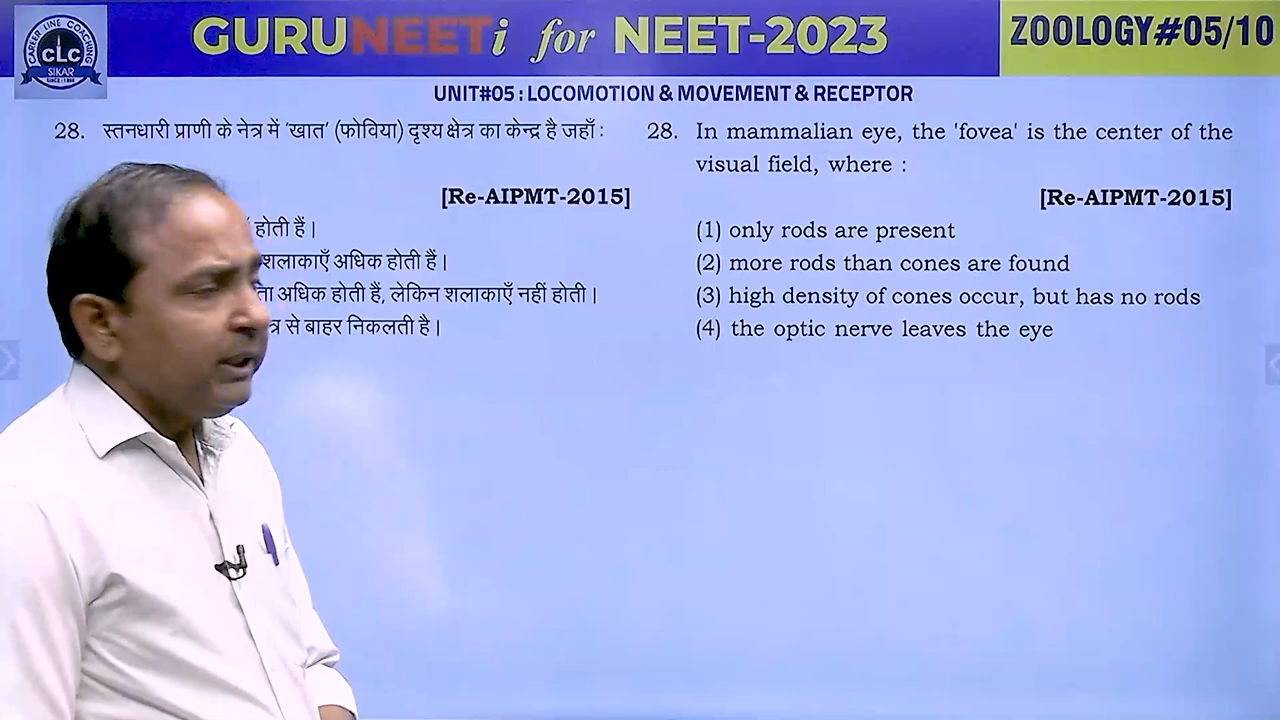 CAREER LINE COACHING
CLC
SIKAR
SINCE : 1996
GURUNEETi for NEET-2023
ZOOLOGY#05/10
UNIT#05 : LOCOMOTION & MOVEMENT & RECEPTOR
28. स्तनधारी प्राणी के नेत्र में ‘खात’ (फोविया) दृश्य क्षेत्र का केन्द्र है जहाँ :
[Re-AIPMT-2015]
होती हैं।
शलाकाएँ अधिक होती हैं।
अधिक होती हैं, लेकिन शलाकाएँ नहीं होती।
से बाहर निकलती है।
28. In mammalian eye, the 'fovea' is the center of the
visual field, where :
[Re-AIPMT-2015]
(1) only rods are present
(2) more rods than cones are found
(3) high density of cones occur, but has no rods
(4) the optic nerve leaves the eye